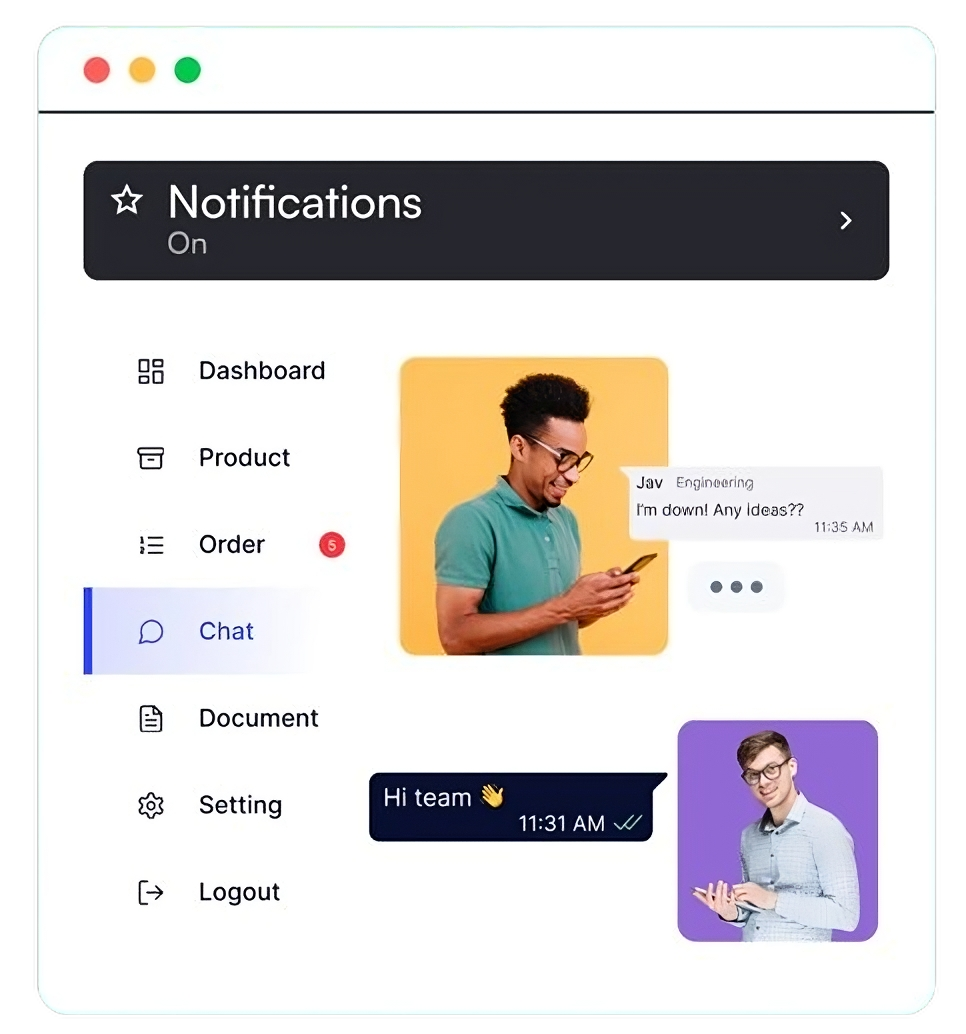 Notifications
On
Dashboard
Product
Order 5
Chat
Document
Setting
Logout
Jav Engineering
I'm down! Any ideas??
11:35 AM
Hi team 👋
11:31 AM